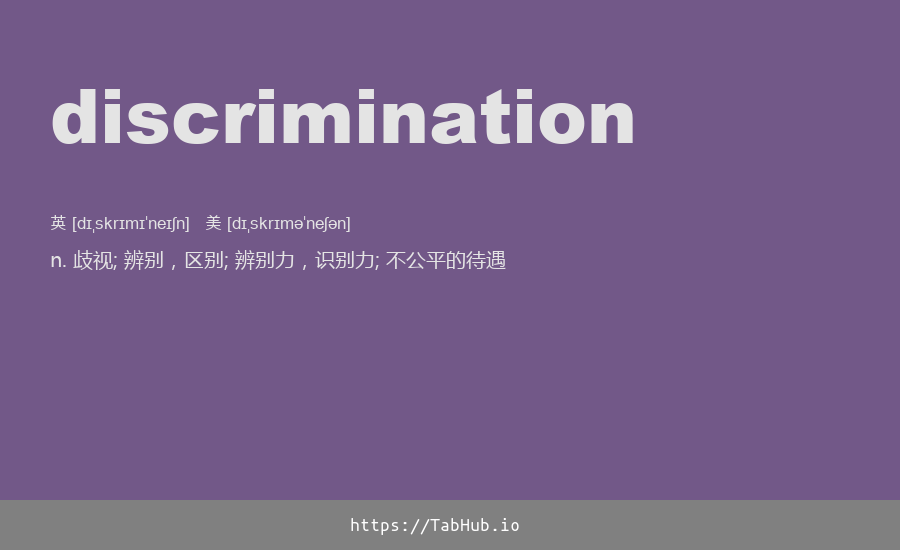 discrimination
英 [dɪˌskrɪmɪˈneɪʃn] 美 [dɪˌskrɪməˈneʃən]
n. 歧视; 辨别，区别; 辨别力，识别力; 不公平的待遇
https://TabHub.io